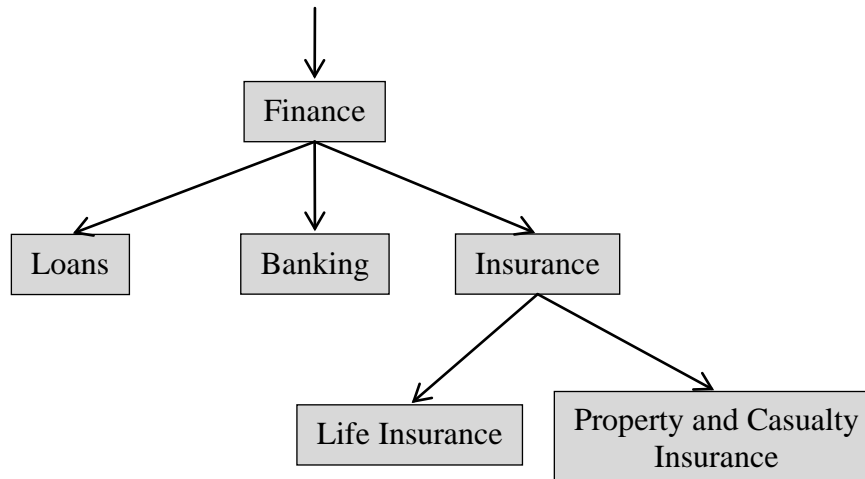 Finance
Loans
Banking
Insurance
Life Insurance
Property and Casualty
Insurance